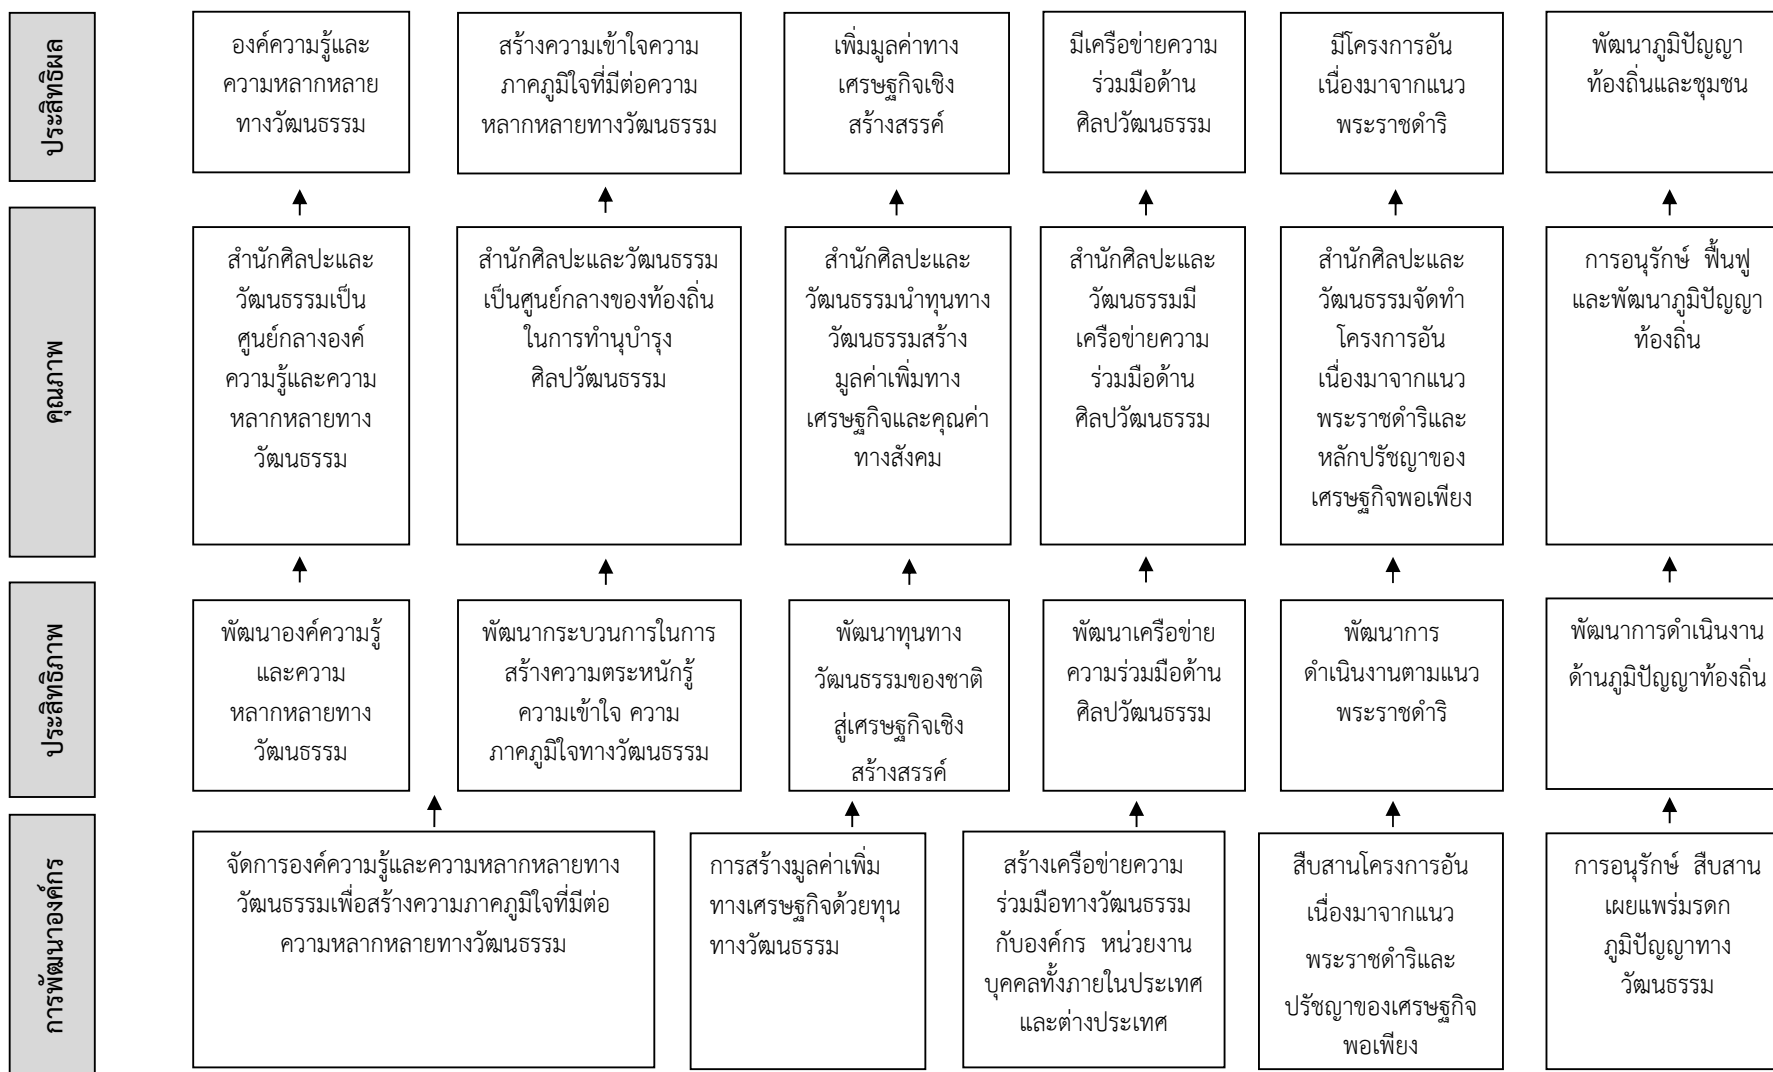 ประสิทธิผล
องค์ความรู้และ
ความหลากหลาย
ทางวัฒนธรรม
สร้างความเข้าใจความ
ภาคภูมิใจที่มีต่อความ
หลากหลายทางวัฒนธรรม
เพิ่มมูลค่าทาง
เศรษฐกิจเชิง
สร้างสรรค์
มีเครือข่ายความ
ร่วมมือด้าน
ศิลปวัฒนธรรม
มีโครงการอัน
เนื่องมาจากแนว
พระราชดำริ
พัฒนาภูมิปัญญา
ท้องถิ่นและชุมชน
คุณภาพ
สำนักศิลปะและ
วัฒนธรรมเป็น
ศูนย์กลางองค์
ความรู้และความ
หลากหลายทาง
วัฒนธรรม
สำนักศิลปะและวัฒนธรรม
เป็นศูนย์กลางของท้องถิ่น
ในการทำนุบำรุง
ศิลปวัฒนธรรม
สำนักศิลปะและ
วัฒนธรรมนำทุนทาง
วัฒนธรรมสร้าง
มูลค่าเพิ่มทาง
เศรษฐกิจและคุณค่า
ทางสังคม
สำนักศิลปะและ
วัฒนธรรมมี
เครือข่ายความ
ร่วมมือด้าน
ศิลปวัฒนธรรม
สำนักศิลปะและ
วัฒนธรรมจัดทำ
โครงการอัน
เนื่องมาจากแนว
พระราชดำริและ
หลักปรัชญาของ
เศรษฐกิจพอเพียง
การอนุรักษ์ ฟื้นฟู
และพัฒนาภูมิปัญญา
ท้องถิ่น
ประสิทธิภาพ
พัฒนาองค์ความรู้
และความ
หลากหลายทาง
วัฒนธรรม
พัฒนากระบวนการในการ
สร้างความตระหนักรู้
ความเข้าใจ ความ
ภาคภูมิใจทางวัฒนธรรม
พัฒนาทุนทาง
วัฒนธรรมของชาติ
สู่เศรษฐกิจเชิง
สร้างสรรค์
พัฒนาเครือข่าย
ความร่วมมือด้าน
ศิลปวัฒนธรรม
พัฒนาการ
ดำเนินงานตามแนว
พระราชดำริ
พัฒนาการดำเนินงาน
ด้านภูมิปัญญาท้องถิ่น
การพัฒนาองค์กร
จัดการองค์ความรู้และความหลากหลายทาง
วัฒนธรรมเพื่อสร้างความภาคภูมิใจที่มีต่อ
ความหลากหลายทางวัฒนธรรม
การสร้างมูลค่าเพิ่ม
ทางเศรษฐกิจด้วยทุน
ทางวัฒนธรรม
สร้างเครือข่ายความ
ร่วมมือทางวัฒนธรรม
กับองค์กร หน่วยงาน
บุคคลทั้งภายในประเทศ
และต่างประเทศ
สืบสานโครงการอัน
เนื่องมาจากแนว
พระราชดำริและ
ปรัชญาของเศรษฐกิจ
พอเพียง
การอนุรักษ์ สืบสาน
เผยแพร่มรดก
ภูมิปัญญาทาง
วัฒนธรรม